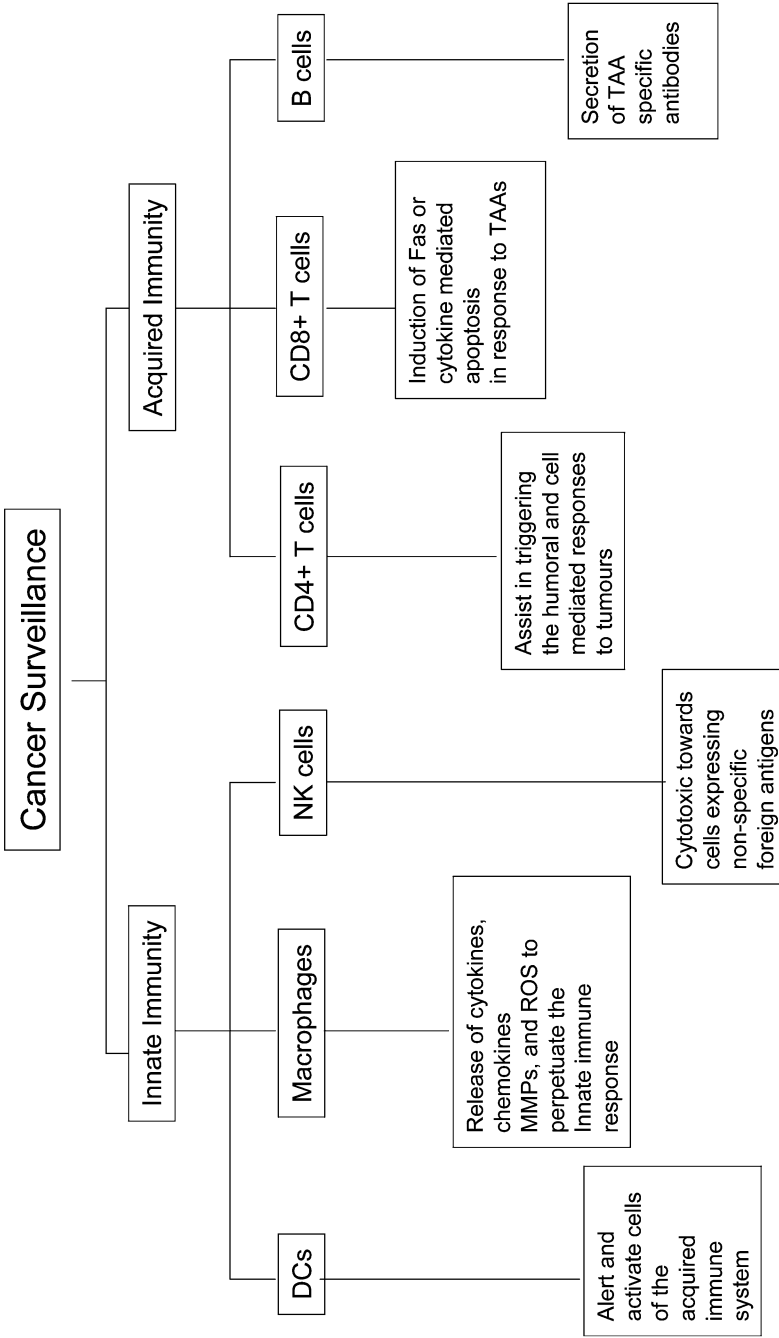 Cancer Surveillance
Innate Immunity
Acquired Immunity
DCs
Macrophages
NK cells
CD4+ T cells
CD8+ T cells
B cells
Alert and
activate cells
of the
acquired
immune
system
Release of cytokines,
chemokines
MMPs, and ROS to
perpetuate the
Innate immune
response
Cytotoxic towards
cells expressing
non-specific
foreign antigens
Assist in triggering
the humoral and cell
mediated responses
to tumours
Induction of Fas or
cytokine mediated
apoptosis
in response to TAAs
Secretion
of TAA
specific
antibodies